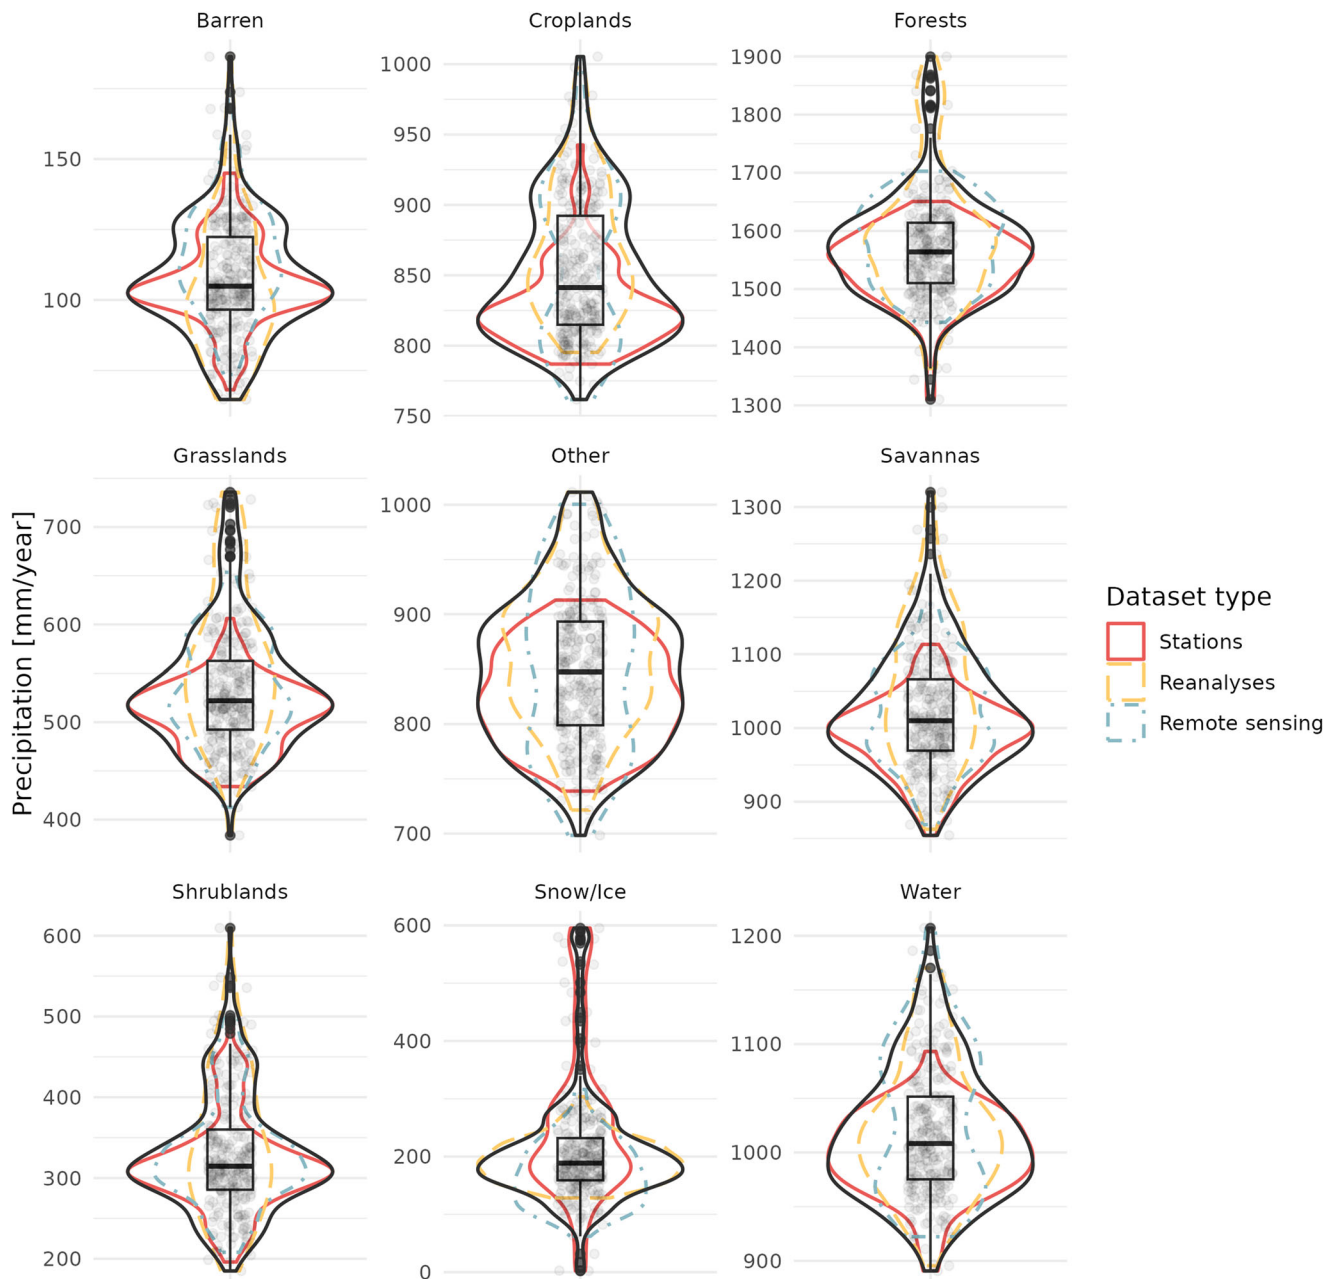 Barren
Croplands
Forests
150
100
1000
950
900
850
800
750
1900
1800
1700
1600
1500
1400
1300
Grasslands
Other
Savannas
700
600
500
400
1000
900
800
700
1300
1200
1100
1000
900
Shrublands
Snow/Ice
Water
600
500
400
300
200
600
400
200
0
1200
1100
1000
900
Precipitation [mm/year]
Dataset type
Stations
Reanalyses
Remote sensing